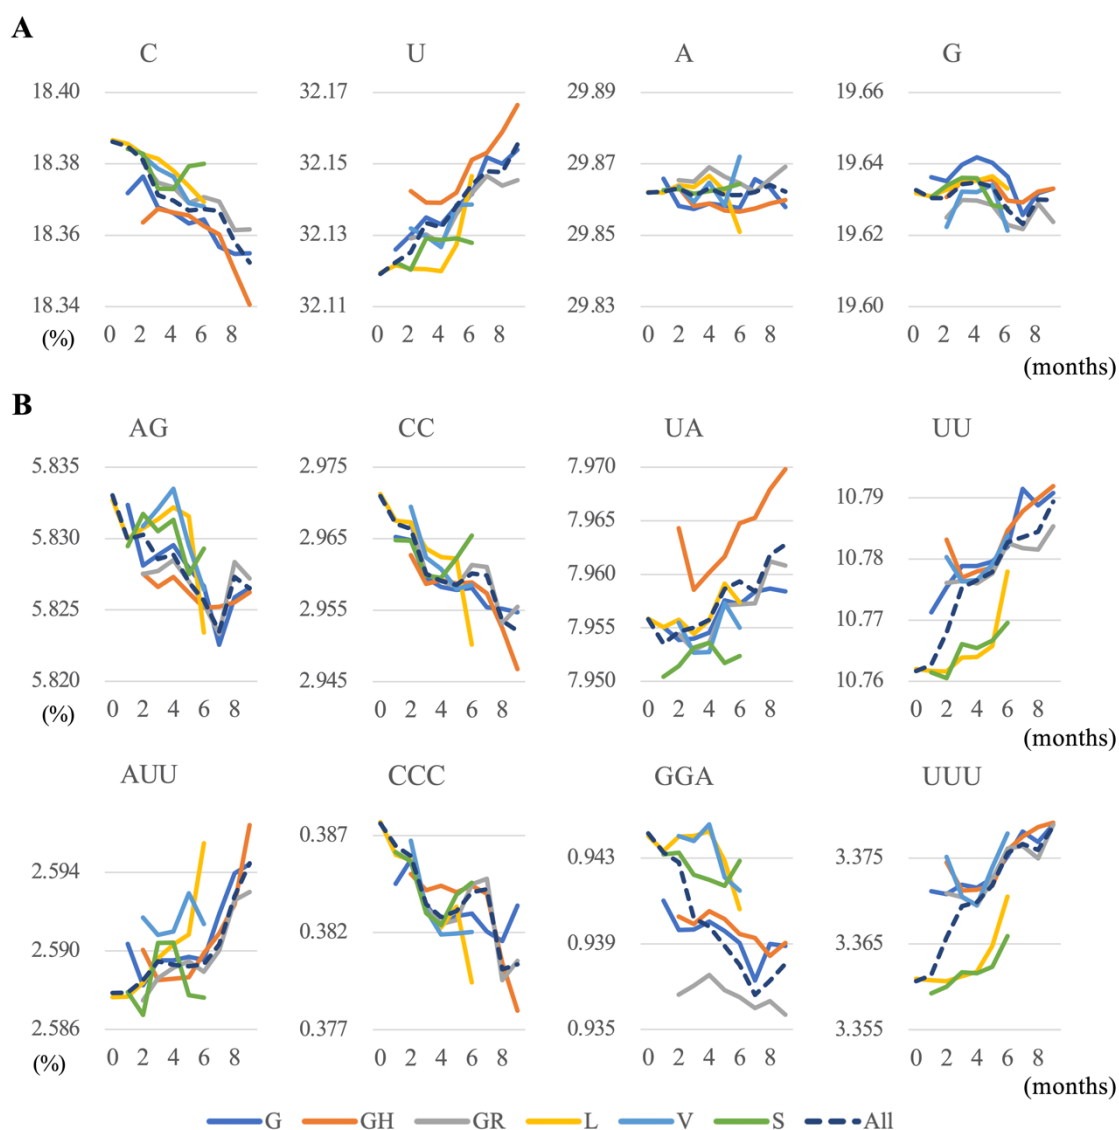 A
C U A G
18.40 32.17 29.89 19.66
18.38 32.15 29.87 19.64
18.36 32.13 29.85 19.62
18.34 32.11 29.83 19.60
0 2 4 6 8 0 2 4 6 8 0 2 4 6 8 0 2 4 6 8
(%)
(months)
B
AG CC UA UU
5.835 2.975 7.970 10.79
7.965
5.830 2.965 10.78
7.960
5.825 2.955 10.77
7.955
5.820 2.945 7.950 10.76
0 2 4 6 8 0 2 4 6 8 0 2 4 6 8 0 2 4 6 8
(%)
(months)
AUU CCC GGA UUU
0.387
2.594 0.943 3.375
2.590 0.382 0.939 3.365
2.586 0.377 0.935 3.355
0 2 4 6 8 0 2 4 6 8 0 2 4 6 8 0 2 4 6 8
(%)
(months)
G GH GR L V S All